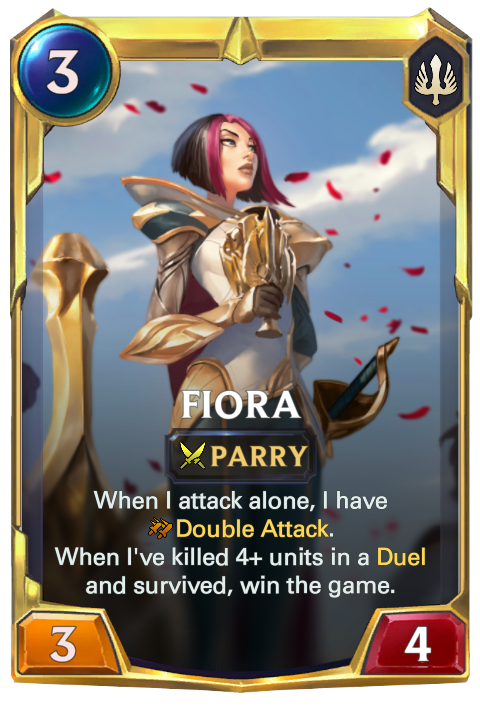 3
FIORA
PARRY
When I attack alone, I have
Double Attack.
When I've killed 4+ units in a Duel
and survived, win the game.
3
4